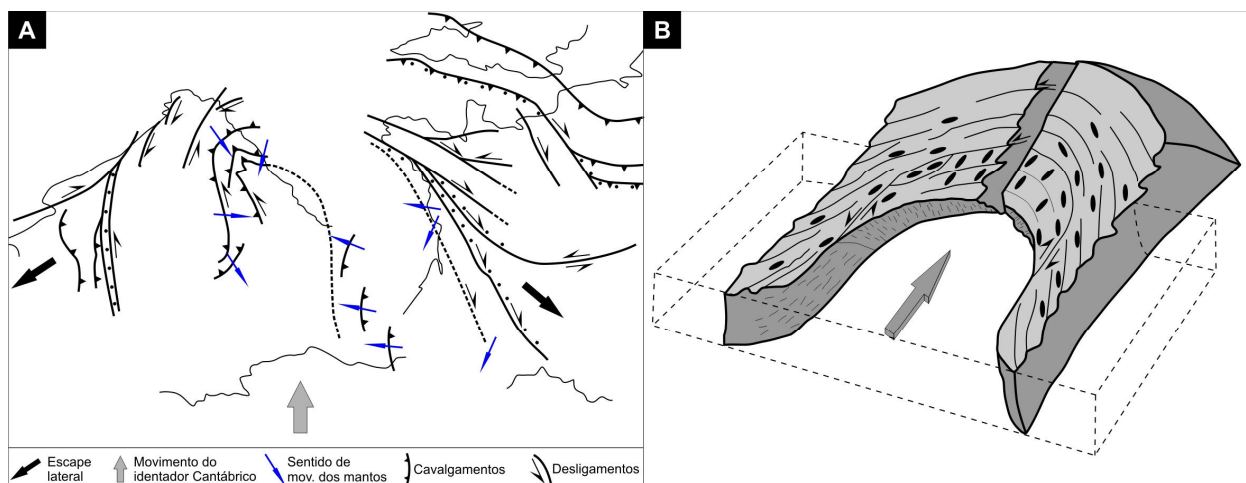 A
B
Escape
lateral
Movimento do
identador Cantábrico
Sentido de
mov. dos mantos
Cavalgamentos
Desligamentos